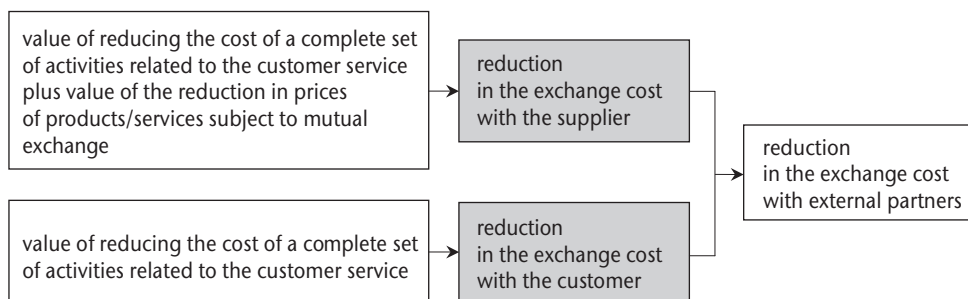 value of reducing the cost of a complete set
of activities related to the customer service
plus value of the reduction in prices
of products/services subject to mutual
exchange
reduction
in the exchange cost
with the supplier
reduction
in the exchange cost
with external partners
value of reducing the cost of a complete set
of activities related to the customer service
reduction
in the exchange cost
with the customer